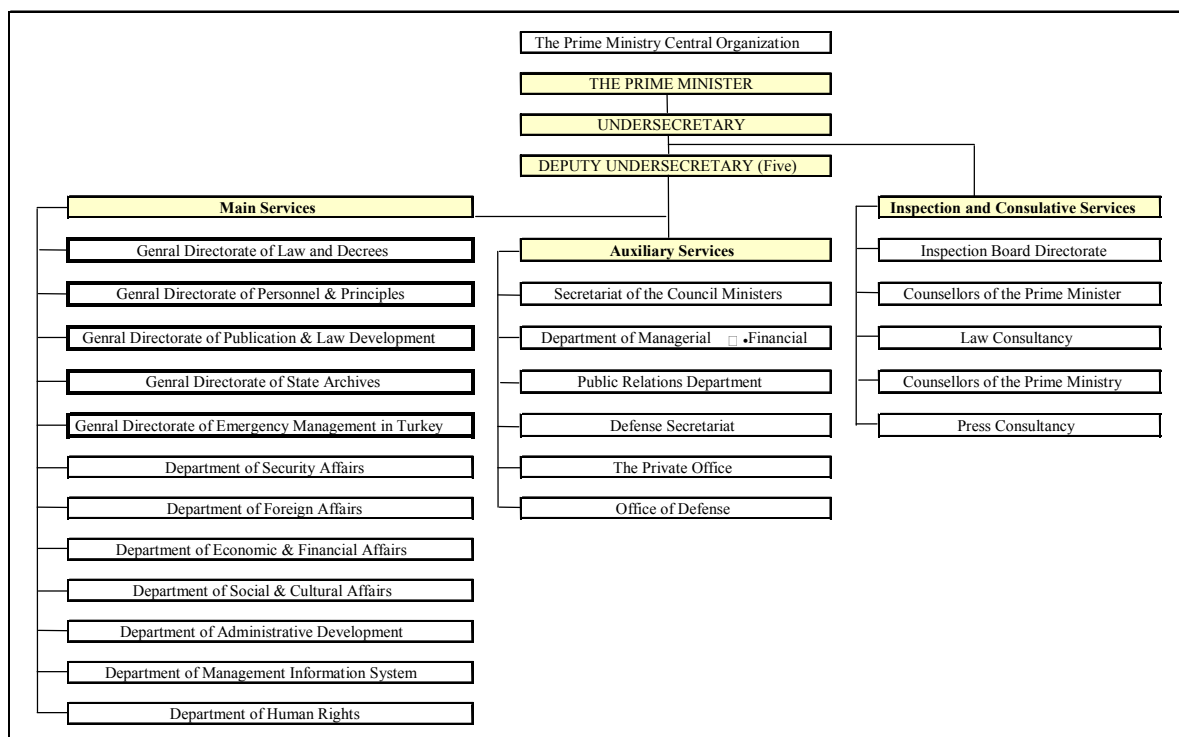 The Prime Ministry Central Organization
THE PRIME MINISTER
UNDERSECRETARY
DEPUTY UNDERSECRETARY (Five)
Main Services
Genral Directorate of Law and Decrees
Genral Directorate of Personnel & Principles
Genral Directorate of Publication & Law Development
Genral Directorate of State Archives
Genral Directorate of Emergency Management in Turkey
Department of Security Affairs
Department of Foreign Affairs
Department of Economic & Financial Affairs
Department of Social & Cultural Affairs
Department of Administrative Development
Department of Management Information System
Department of Human Rights
Auxiliary Services
Secretariat of the Council Ministers
Department of Managerial □ •Financial
Public Relations Department
Defense Secretariat
The Private Office
Office of Defense
Inspection and Consulative Services
Inspection Board Directorate
Counsellors of the Prime Minister
Law Consultancy
Counsellors of the Prime Ministry
Press Consultancy